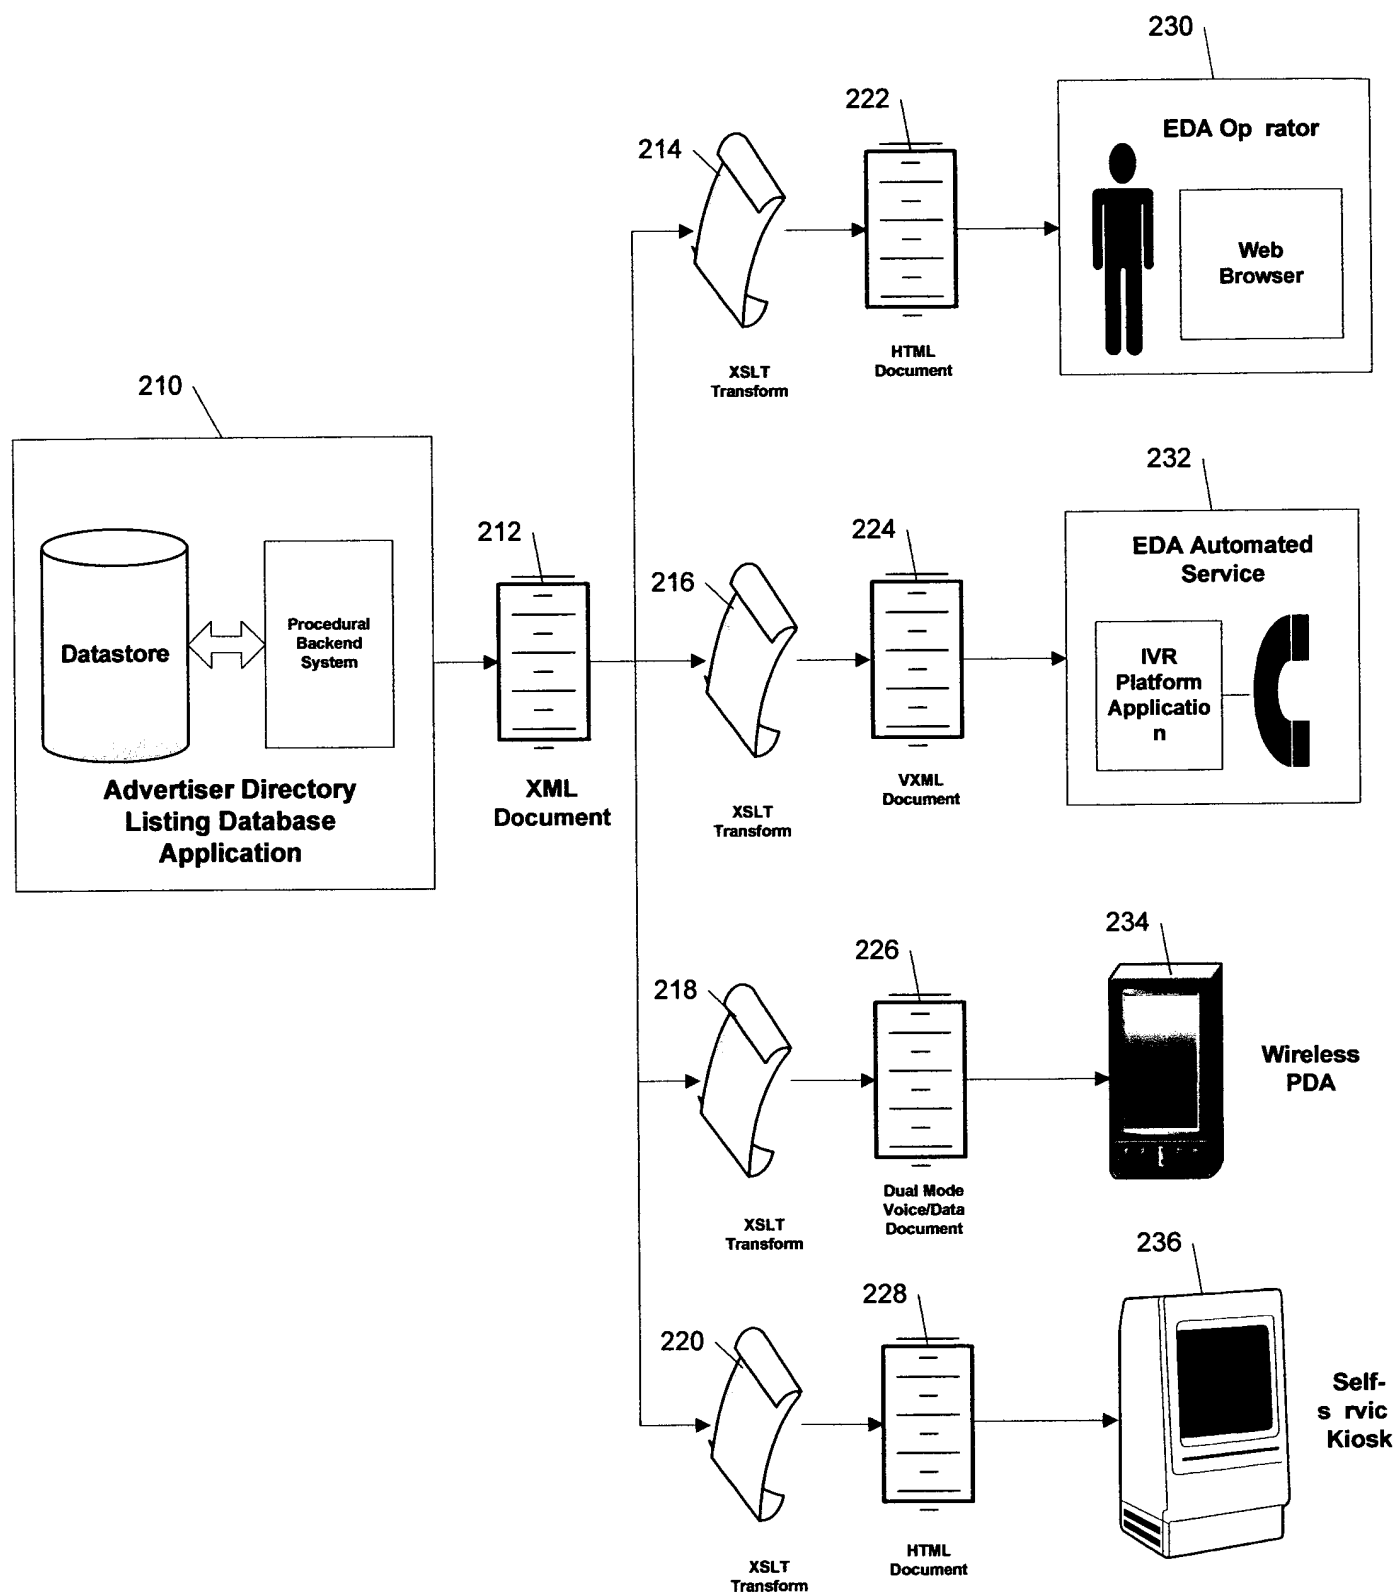 230
222
214
EDA Op rator
Web
Browser
HTML
Document
XSLT
Transform
210
232
212
224
216
EDA Automated
Service
Datastore
Procedural
Backend
System
IVR
Platform
Applicatio
n
Advertiser Directory
Listing Database
Application
XML
Document
VXML
Document
XSLT
Transform
234
226
218
Wireless
PDA
Dual Mode
Voice/Data
Document
XSLT
Transform
236
228
220
Self-
s rvic
Kiosk
HTML
Document
XSLT
Transform